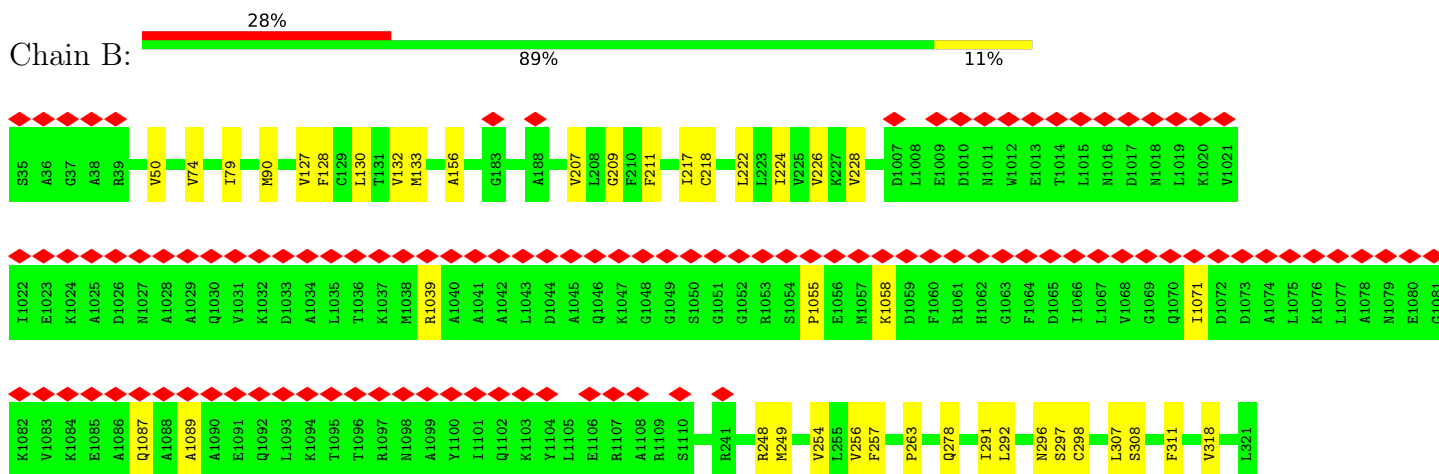 28%
Chain B:
89% 11%
S35 A36 G37 A38 R39 V50 V74 I79 M90 V127 F128 C129 L130 T131 V132 M133 A156 G183 A188 V207 L208 G209 F210 F211 I217 C218 L222 L223 I224 V225 V226 K227 V228 D1007 L1008 E1009 D1010 N1011 W1012 E1013 T1014 L1015 N1016 D1017 N1018 L1019 K1020 V1021
I1022 E1023 K1024 A1025 D1026 N1027 A1028 A1029 Q1030 V1031 K1032 D1033 A1034 L1035 T1036 K1037 M1038 R1039 A1040 A1041 A1042 L1043 D1044 A1045 Q1046 K1047 G1048 G1049 S1050 G1051 G1052 R1053 S1054 P1055 E1056 M1057 K1058 D1059 F1060 R1061 H1062 G1063 F1064 D1065 I1066 L1067 V1068 G1069 Q1070 I1071 D1072 D1073 A1074 L1075 K1076 L1077 A1078 N1079 E1080 G1081
K1082 V1083 K1084 E1085 A1086 Q1087 A1088 A1089 A1090 E1091 Q1092 L1093 K1094 T1095 T1096 R1097 N1098 A1099 Y1100 I1101 Q1102 K1103 Y1104 L1105 E1106 R1107 A1108 R1109 S1110 R241 R248 M249 V254 L255 V256 F257 P263 Q278 I291 L292 N296 S297 C298 L307 S308 F311 V318 L321